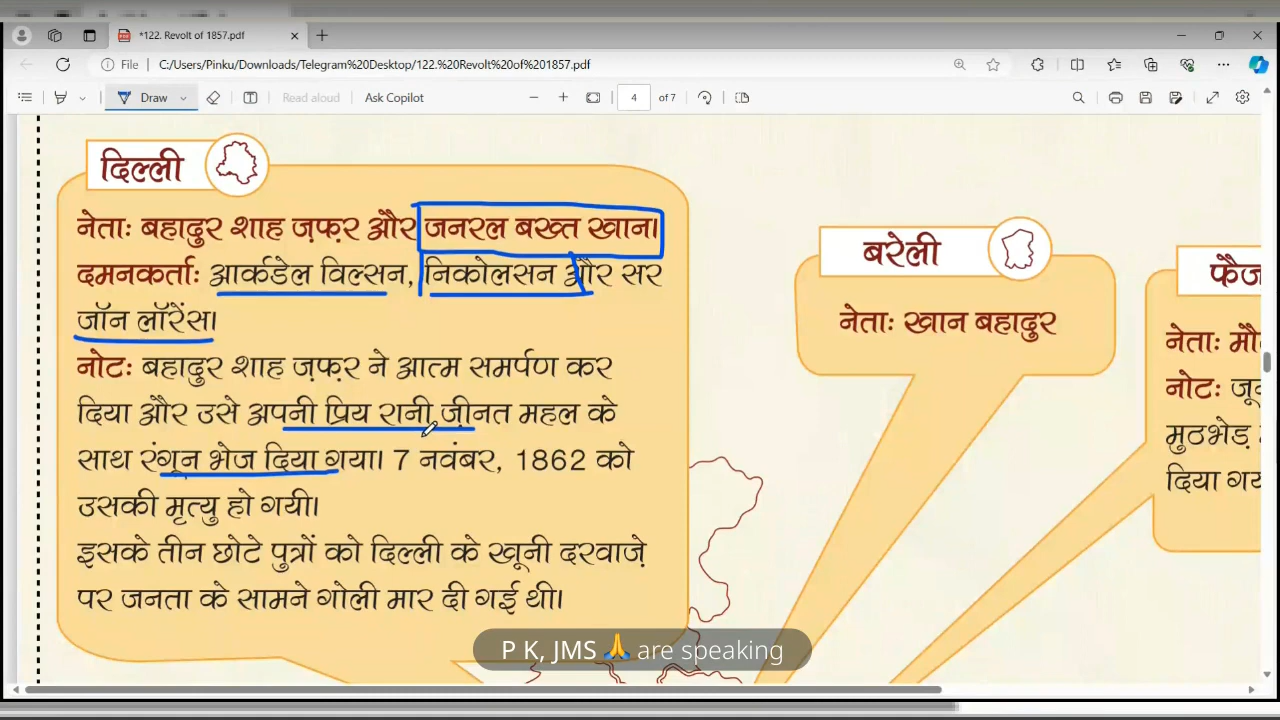 *122. Revolt of 1857.pdf
File C:/Users/Pinku/Downloads/Telegram%20Desktop/122.%20Revolt%20of%201857.pdf
Draw Read aloud Ask Copilot 4 of 7
दिल्ली
नेताः बहादुर शाह ज़फ़र और जनरल बख्त खान।
दमनकर्ताः आर्कडेल विल्सन, निकोलसन और सर
जॉन लॉरेंस।
नोटः बहादुर शाह ज़फ़र ने आत्म समर्पण कर
दिया और उसे अपनी प्रिय रानी ज़ीनत महल के
साथ रंगून भेज दिया गया। 7 नवंबर, 1862 को
उसकी मृत्यु हो गयी।
इसके तीन छोटे पुत्रों को दिल्ली के खूनी दरवाज़े
पर जनता के सामने गोली मार दी गई थी।
बरेली
नेताः खान बहादुर
फैज
नेताः मौ
नोटः जू
मुठभेड़
दिया गय
P K, JMS 🙏 are speaking